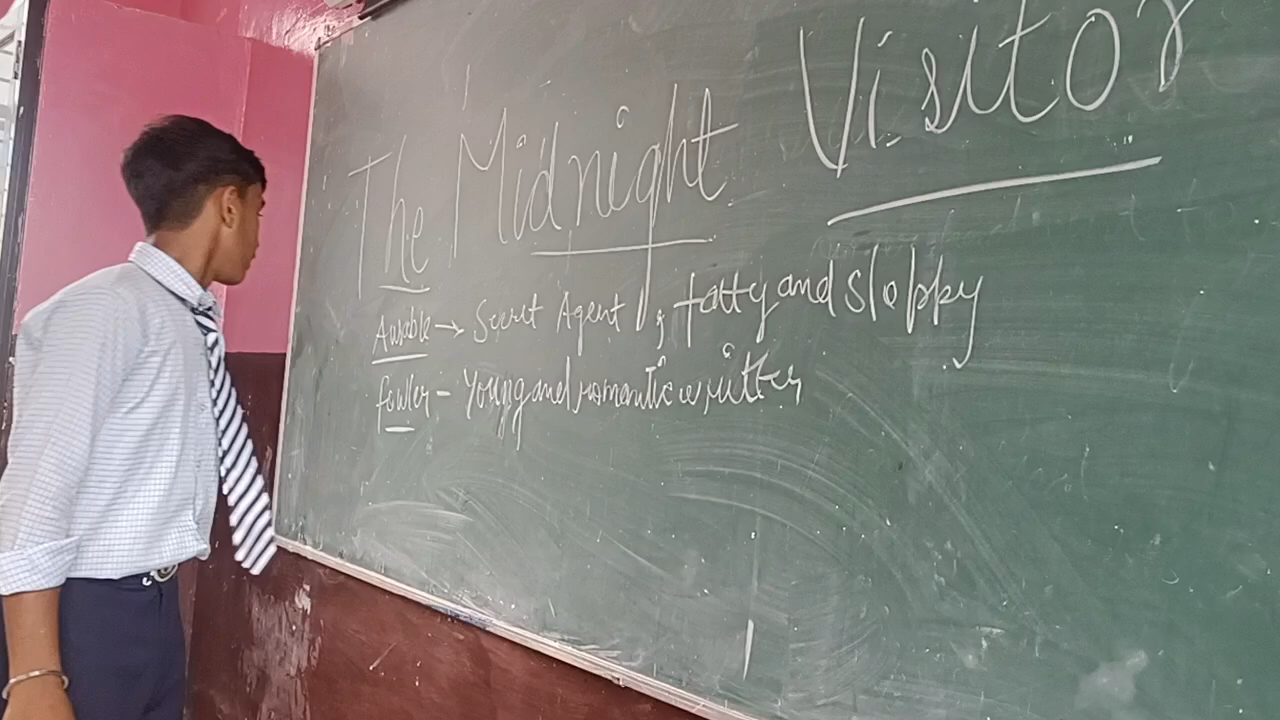 The Midnight Visitor
Ausable → Secret Agent, fatty and sloppy
Fowler - Young and romantic writter